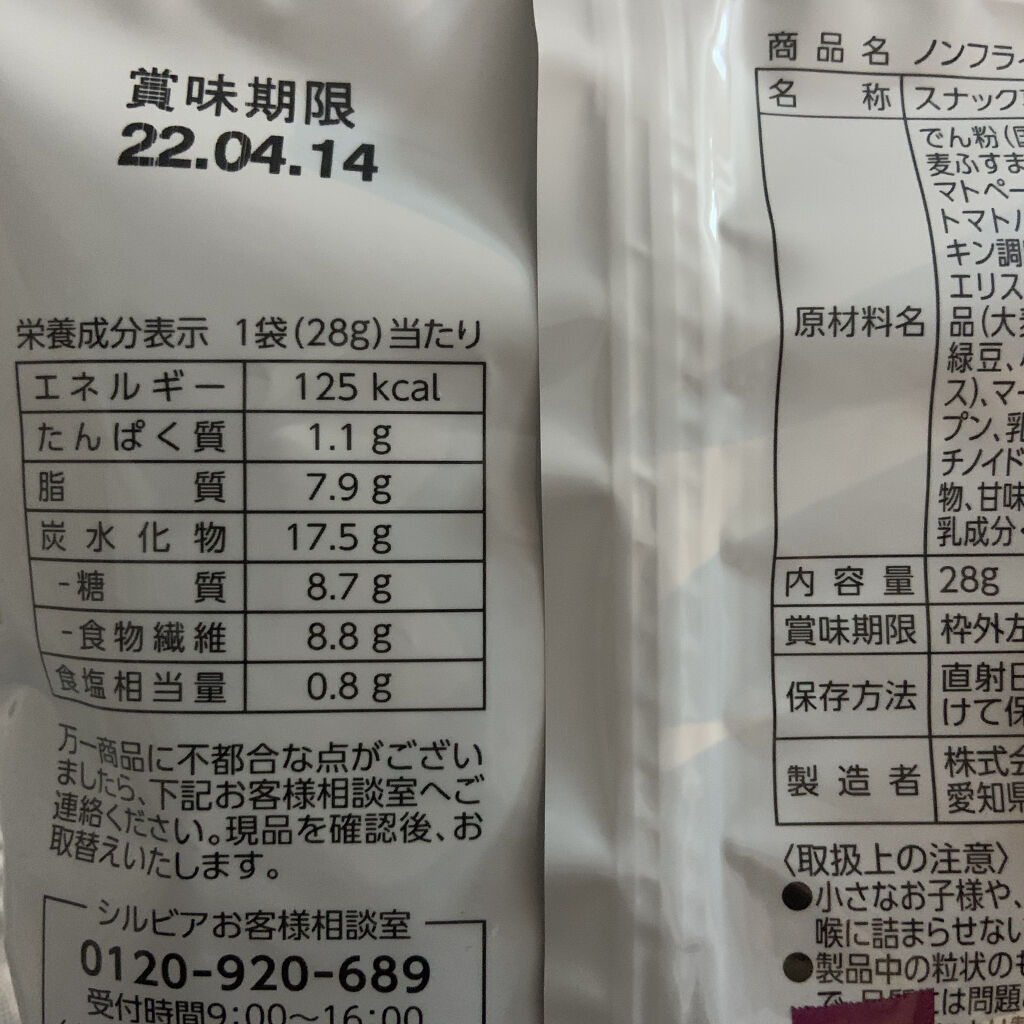 賞味期限
22.04.14
栄養成分表示 1袋(28g)当たり
エネルギー 125 kcal
たんぱく質 1.1 g
脂質 7.9 g
炭水化物 17.5 g
-糖質 8.7 g
-食物繊維 8.8 g
食塩相当量 0.8 g
万一商品に不都合な点がござい
ましたら、下記お客様相談室へご
連絡ください。現品を確認後、お
取替えいたします。
シルビアお客様相談室
0120-920-689
受付時間9:00〜16:00
商品名 ノンフライ
名称 スナック
原材料名
でん粉(国
麦ふすま
マトペー
トマトパ
キン調
エリス
品(大麦
緑豆、
ス)、マー
プン、乳
チノイド
物、甘味
乳成分・
内容量 28g
賞味期限 枠外左
保存方法 直射日
けて保
製造者 株式会
愛知県
〈取扱上の注意〉
●小さなお子様や、
喉に詰まらせない
●製品中の粒状のも
で、品質には問題